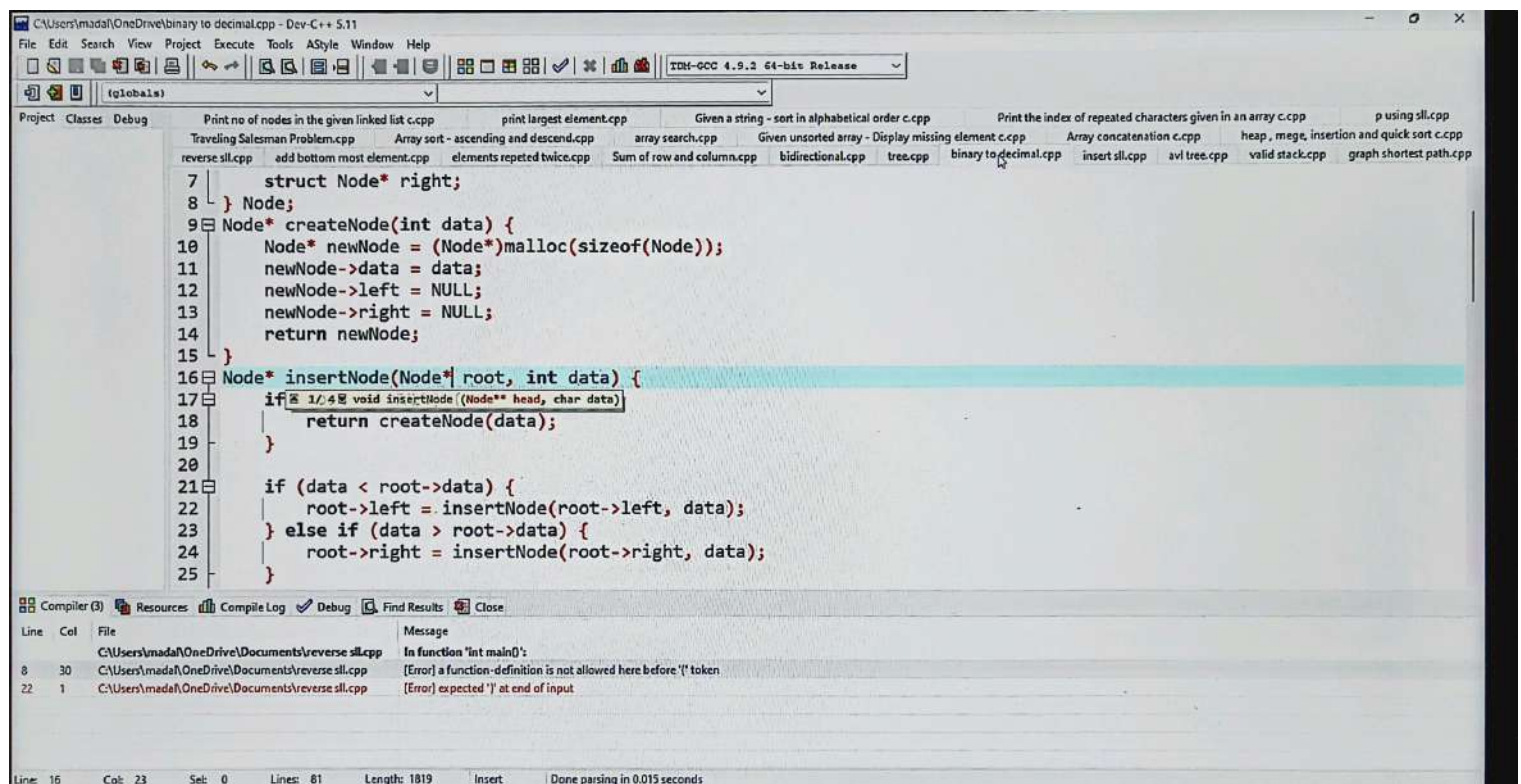 C:\Users\madal\OneDrive\binary to decimal.cpp - Dev-C++ 5.11
File Edit Search View Project Execute Tools AStyle Window Help
TDM-GCC 4.9.2 64-bit Release
(globals)
Project Classes Debug
Print no of nodes in the given linked list c.cpp print largest element.cpp Given a string - sort in alphabetical order c.cpp Print the index of repeated characters given in an array c.cpp p using sll.cpp
Traveling Salesman Problem.cpp Array sort - ascending and descend.cpp array search.cpp Given unsorted array - Display missing element c.cpp Array concatenation c.cpp heap , mege, insertion and quick sort c.cpp
reverse sll.cpp add bottom most element.cpp elements repeted twice.cpp Sum of row and column.cpp bidirectional.cpp tree.cpp binary to decimal.cpp insert sll.cpp avl tree.cpp valid stack.cpp graph shortest path.cpp
7 struct Node* right;
8 } Node;
9 Node* createNode(int data) {
10 Node* newNode = (Node*)malloc(sizeof(Node));
11 newNode->data = data;
12 newNode->left = NULL;
13 newNode->right = NULL;
14 return newNode;
15 }
16 Node* insertNode(Node* root, int data) {
17 if 1/4 void insertNode (Node** head, char data)
18 return createNode(data);
19 }
20
21 if (data < root->data) {
22 root->left = insertNode(root->left, data);
23 } else if (data > root->data) {
24 root->right = insertNode(root->right, data);
25 }
Compiler (3) Resources Compile Log Debug Find Results Close
Line Col File Message
C:\Users\madal\OneDrive\Documents\reverse sll.cpp In function 'int main()':
8 30 C:\Users\madal\OneDrive\Documents\reverse sll.cpp [Error] a function-definition is not allowed here before '{' token
22 1 C:\Users\madal\OneDrive\Documents\reverse sll.cpp [Error] expected '}' at end of input
Line: 16 Col: 23 Sel: 0 Lines: 81 Length: 1819 Insert Done parsing in 0.015 seconds